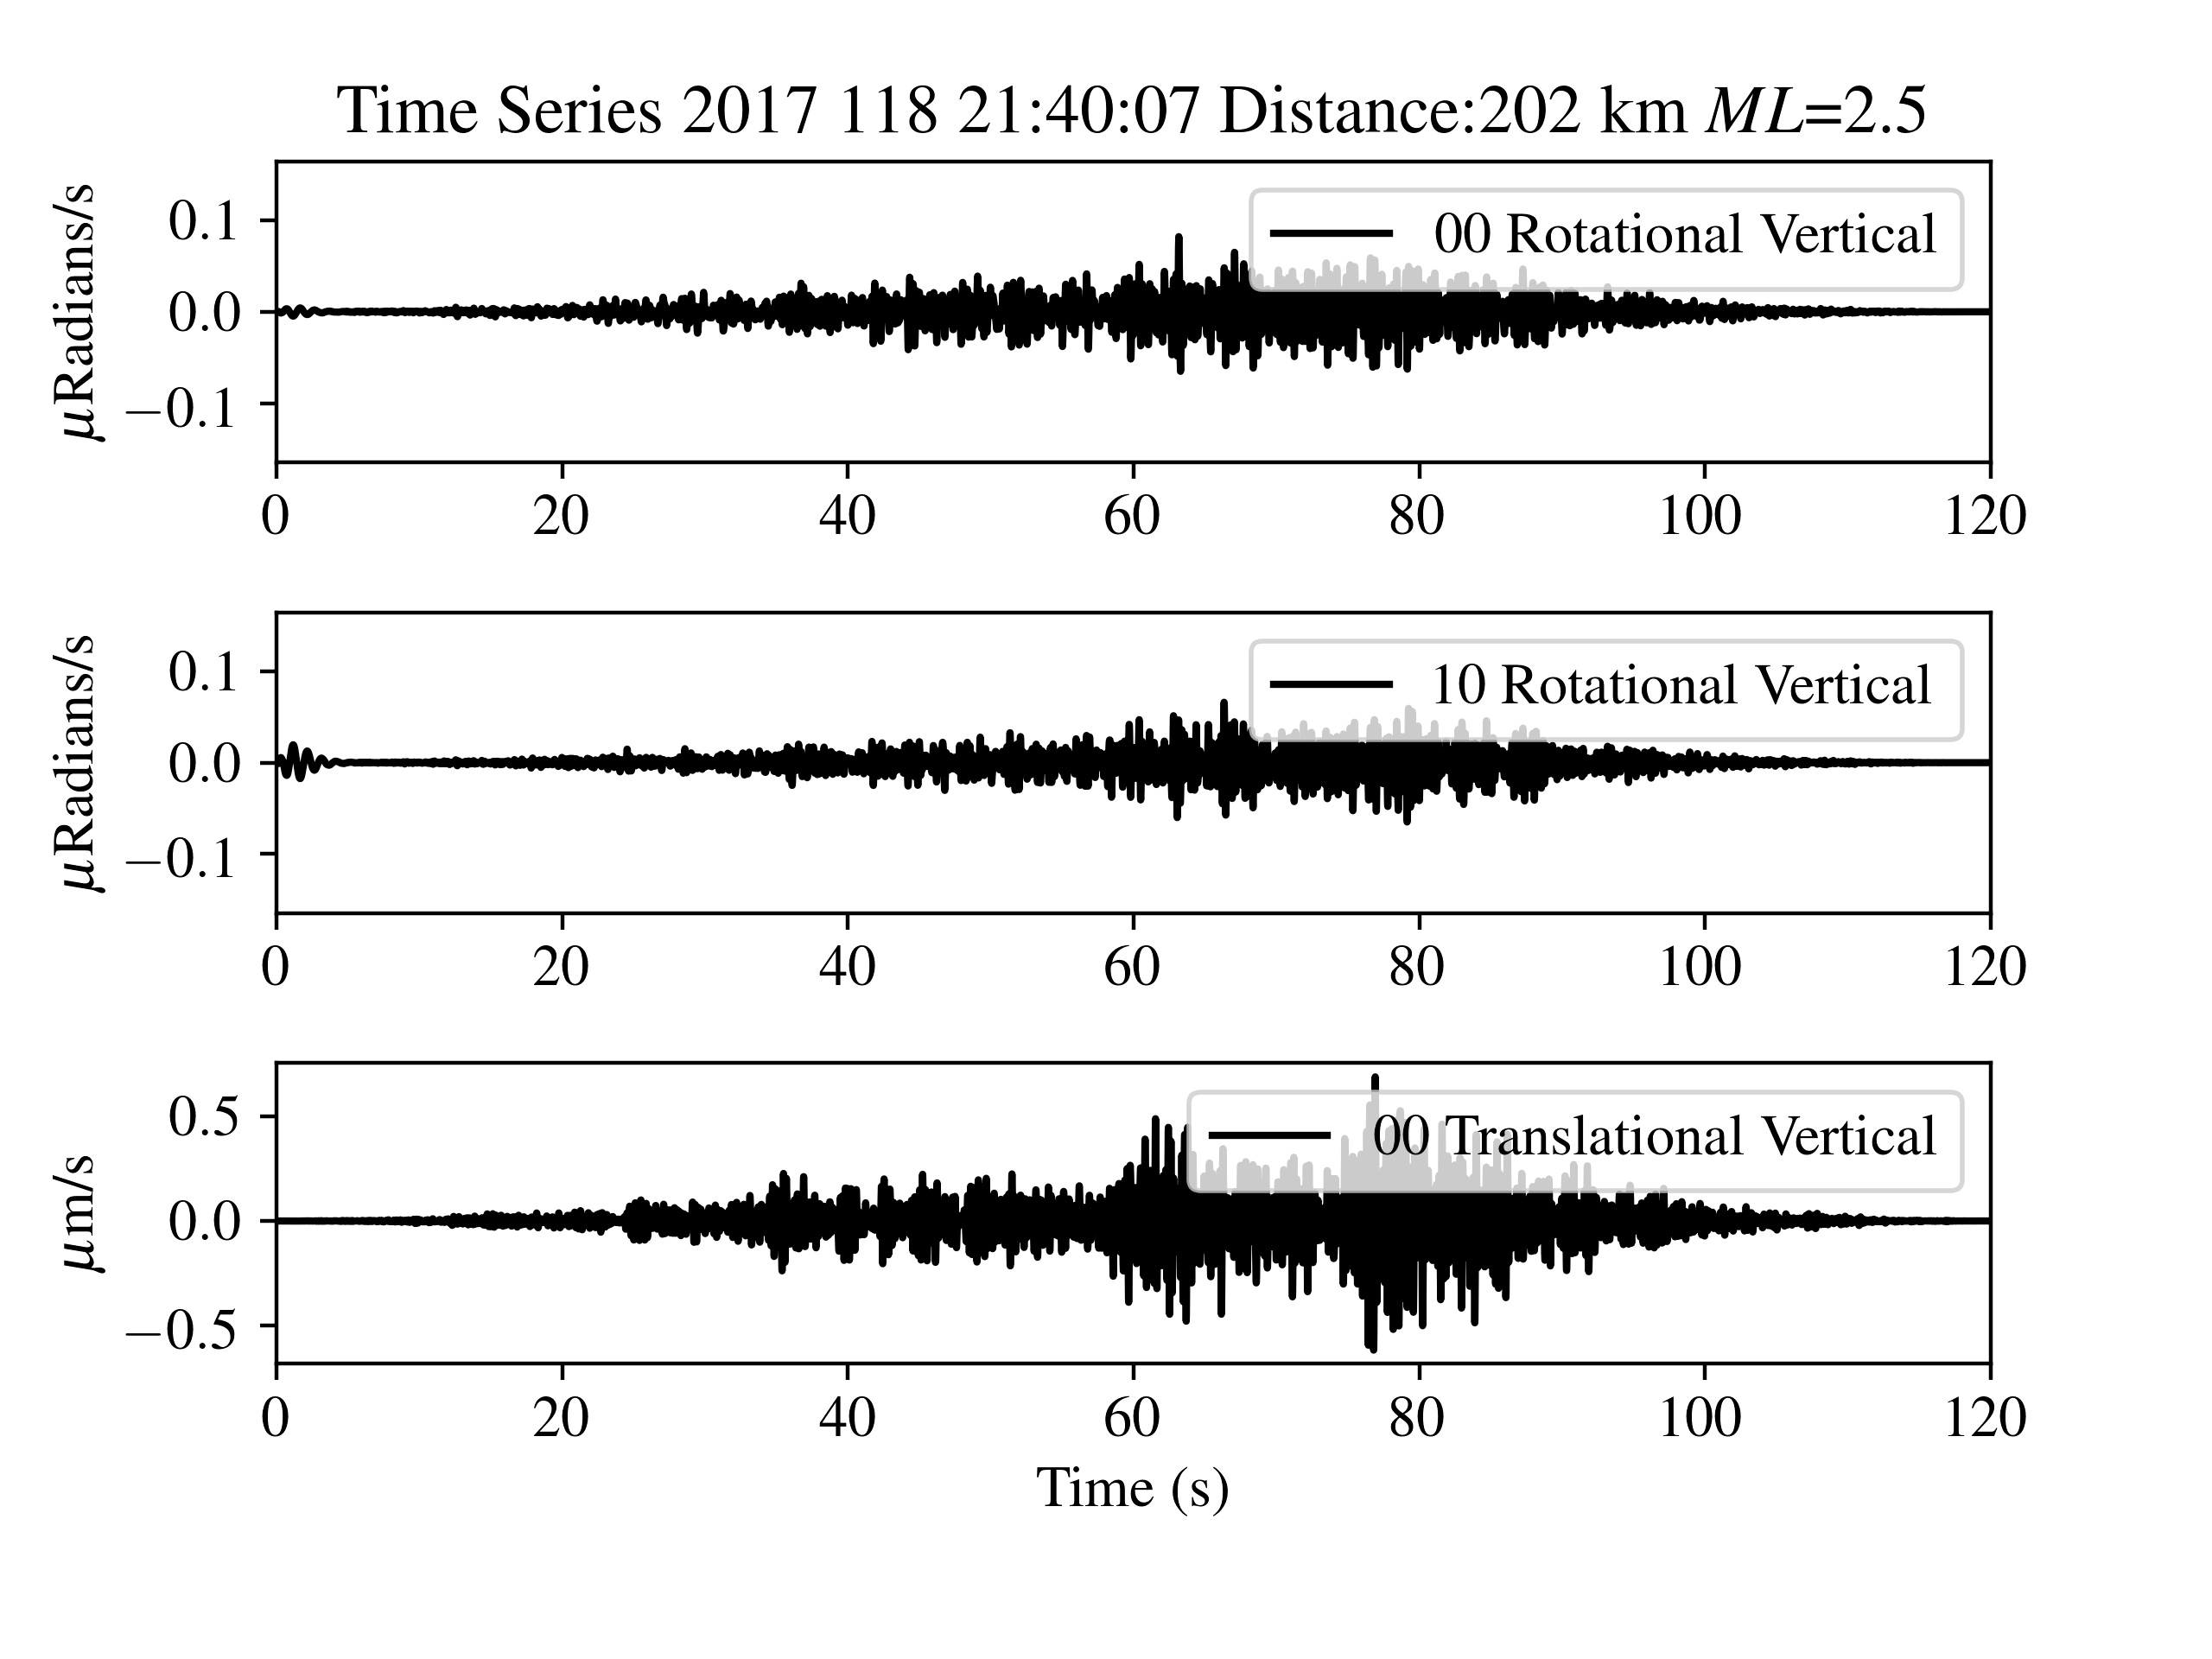 Time Series 2017 118 21:40:07 Distance:202 km ML=2.5
μRadians/s
0.1
0.0
−0.1
00 Rotational Vertical
0 20 40 60 80 100 120
μRadians/s
0.1
0.0
−0.1
10 Rotational Vertical
0 20 40 60 80 100 120
μm/s
0.5
0.0
−0.5
00 Translational Vertical
0 20 40 60 80 100 120
Time (s)